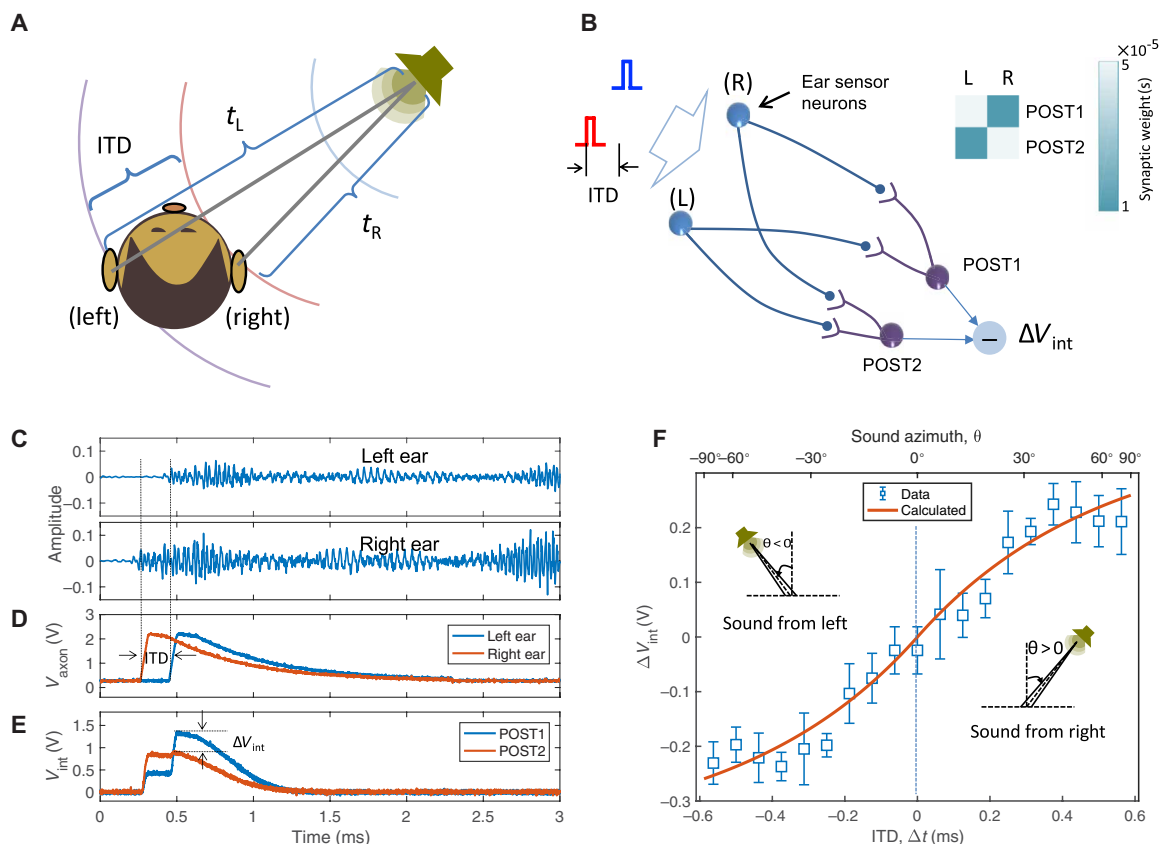 A
ITD
t_L
t_R
(left)
(right)
B
(R)
Ear sensor
neurons
ITD
(L)
POST1
POST2
ΔV_int
−
L R
POST1
POST2
×10^-5
5
Synaptic weight (s)
1
C
Amplitude
0.1
0
−0.1
Left ear
0.1
0
−0.1
Right ear
D
V_axon (V)
3
2
1
0
ITD
Left ear
Right ear
E
V_int (V)
1.5
1.0
0.5
0
ΔV_int
POST1
POST2
0 0.5 1 1.5 2 2.5 3
Time (ms)
F
Sound azimuth, θ
−90° −60° −30° 0° 30° 60° 90°
Data
Calculated
ΔV_int (V)
0.2
0.1
0
−0.1
−0.2
−0.3
θ < 0
Sound from left
θ > 0
Sound from right
−0.6 −0.4 −0.2 0 0.2 0.4 0.6
ITD, Δt (ms)